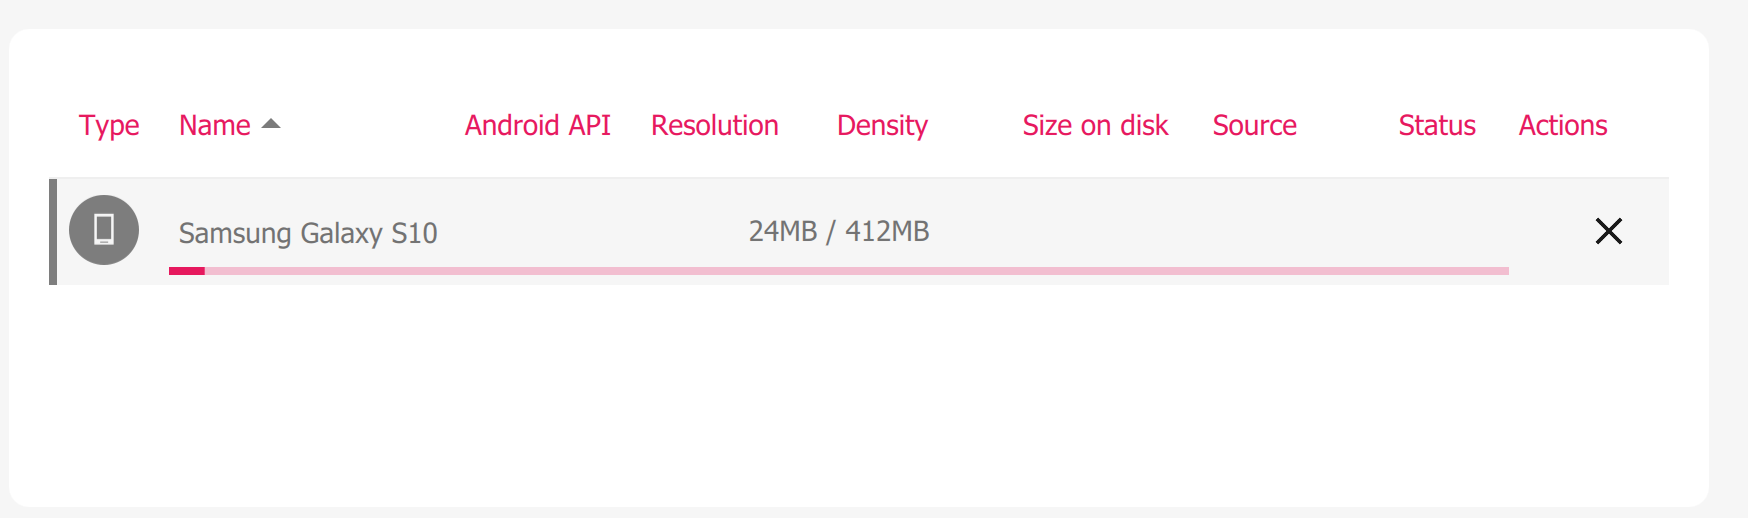 Type Name Android API Resolution Density Size on disk Source Status Actions
Samsung Galaxy S10 24MB / 412MB